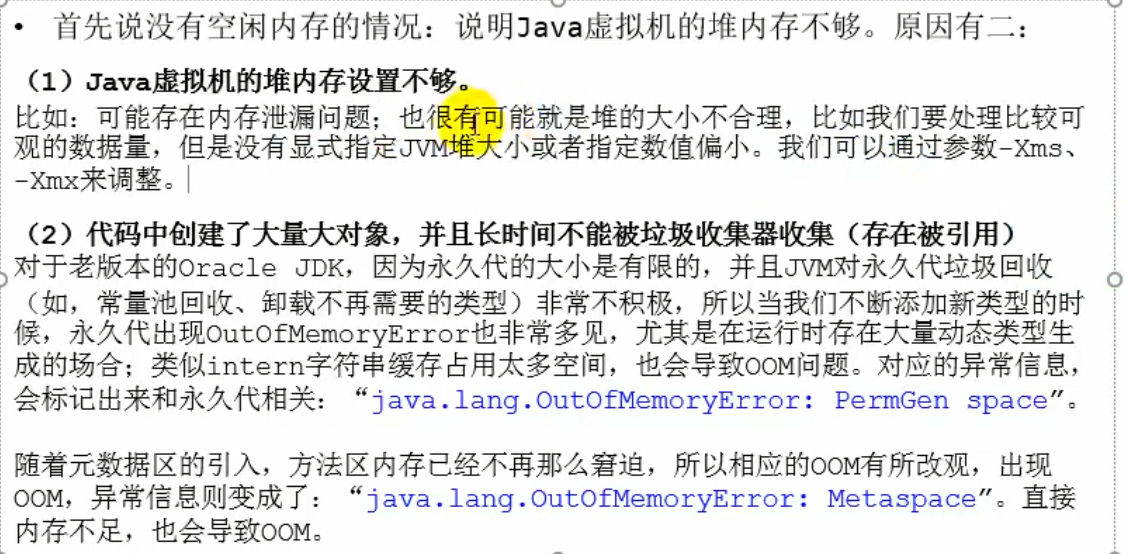 • 首先说没有空闲内存的情况：说明Java虚拟机的堆内存不够。原因有二：
（1）Java虚拟机的堆内存设置不够。
比如：可能存在内存泄漏问题；也很有可能就是堆的大小不合理，比如我们要处理比较可
观的数据量，但是没有显式指定JVM堆大小或者指定数值偏小。我们可以通过参数-Xms、
-Xmx来调整。
（2）代码中创建了大量大对象，并且长时间不能被垃圾收集器收集（存在被引用）
对于老版本的Oracle JDK，因为永久代的大小是有限的，并且JVM对永久代垃圾回收
（如，常量池回收、卸载不再需要的类型）非常不积极，所以当我们不断添加新类型的时
候，永久代出现OutOfMemoryError也非常多见，尤其是在运行时存在大量动态类型生
成的场合；类似intern字符串缓存占用太多空间，也会导致OOM问题。对应的异常信息，
会标记出来和永久代相关：“java.lang.OutOfMemoryError: PermGen space”。
随着元数据区的引入，方法区内存已经不再那么窘迫，所以相应的OOM有所改观，出现
OOM，异常信息则变成了：“java.lang.OutOfMemoryError: Metaspace”。直接
内存不足，也会导致OOM。